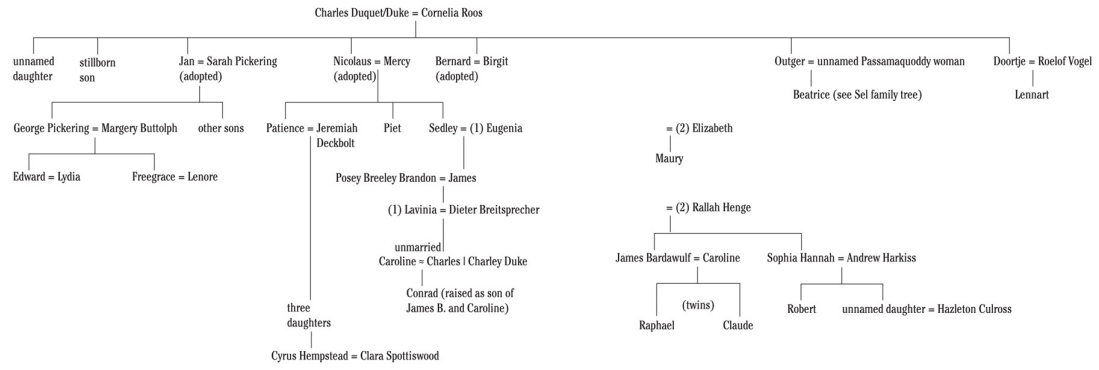 Charles Duquet/Duke = Cornelia Roos
unnamed
daughter
stillborn
son
Jan = Sarah Pickering
(adopted)
Nicolaus = Mercy
(adopted)
Bernard = Birgit
(adopted)
Outger = unnamed Passamaquoddy woman
Doortje = Roelof Vogel
Beatrice (see Sel family tree)
Lennart
George Pickering = Margery Buttolph
other sons
Patience = Jeremiah
Deckbolt
Piet
Sedley = (1) Eugenia
= (2) Elizabeth
Maury
Edward = Lydia
Freegrace = Lenore
Posey Breeley Brandon = James
(1) Lavinia = Dieter Breitsprecher
= (2) Rallah Henge
unmarried
Caroline ≈ Charles | Charley Duke
James Bardawulf = Caroline
Sophia Hannah = Andrew Harkiss
Conrad (raised as son of
James B. and Caroline)
three
daughters
(twins)
Raphael
Claude
Robert
unnamed daughter = Hazleton Culross
Cyrus Hempstead = Clara Spottiswood